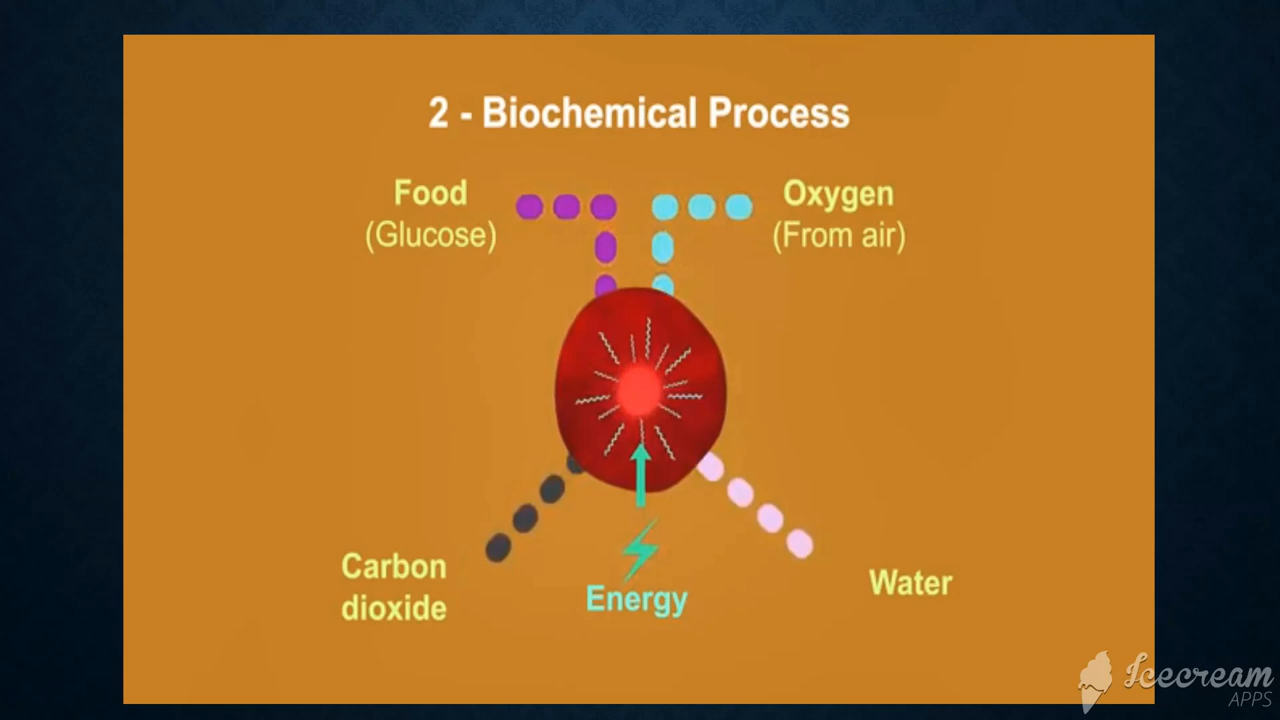 2 - Biochemical Process
Food
(Glucose)
Oxygen
(From air)
Carbon
dioxide
Energy
Water
Icecream
APPS